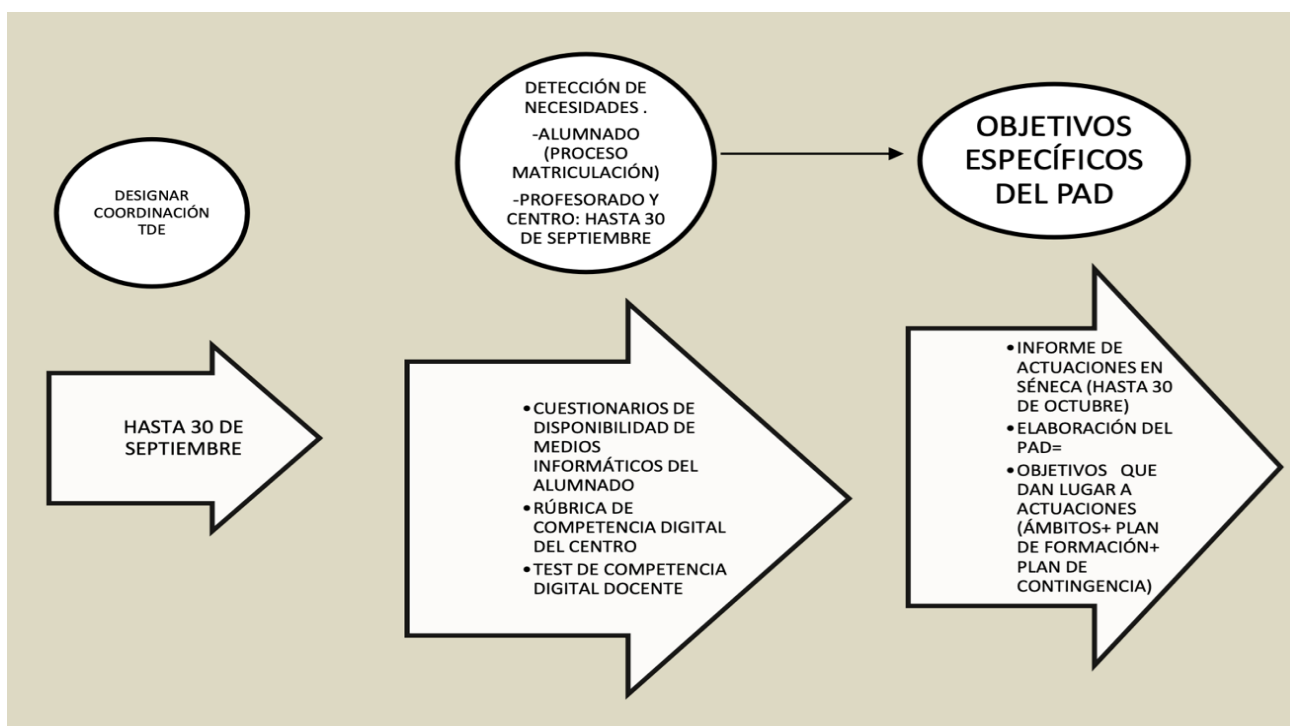 DESIGNAR
COORDINACIÓN
TDE
HASTA 30 DE
SEPTIEMBRE
DETECCIÓN DE
NECESIDADES .
-ALUMNADO
(PROCESO
MATRICULACIÓN)
-PROFESORADO Y
CENTRO: HASTA 30
DE SEPTIEMBRE
•CUESTIONARIOS DE
DISPONIBILIDAD DE
MEDIOS
INFORMÁTICOS DEL
ALUMNADO
•RÚBRICA DE
COMPETENCIA DIGITAL
DEL CENTRO
•TEST DE COMPETENCIA
DIGITAL DOCENTE
OBJETIVOS
ESPECÍFICOS
DEL PAD
•INFORME DE
ACTUACIONES EN
SÉNECA (HASTA 30
DE OCTUBRE)
•ELABORACIÓN DEL
PAD=
•OBJETIVOS QUE
DAN LUGAR A
ACTUACIONES
(ÁMBITOS+ PLAN
DE FORMACIÓN+
PLAN DE
CONTINGENCIA)